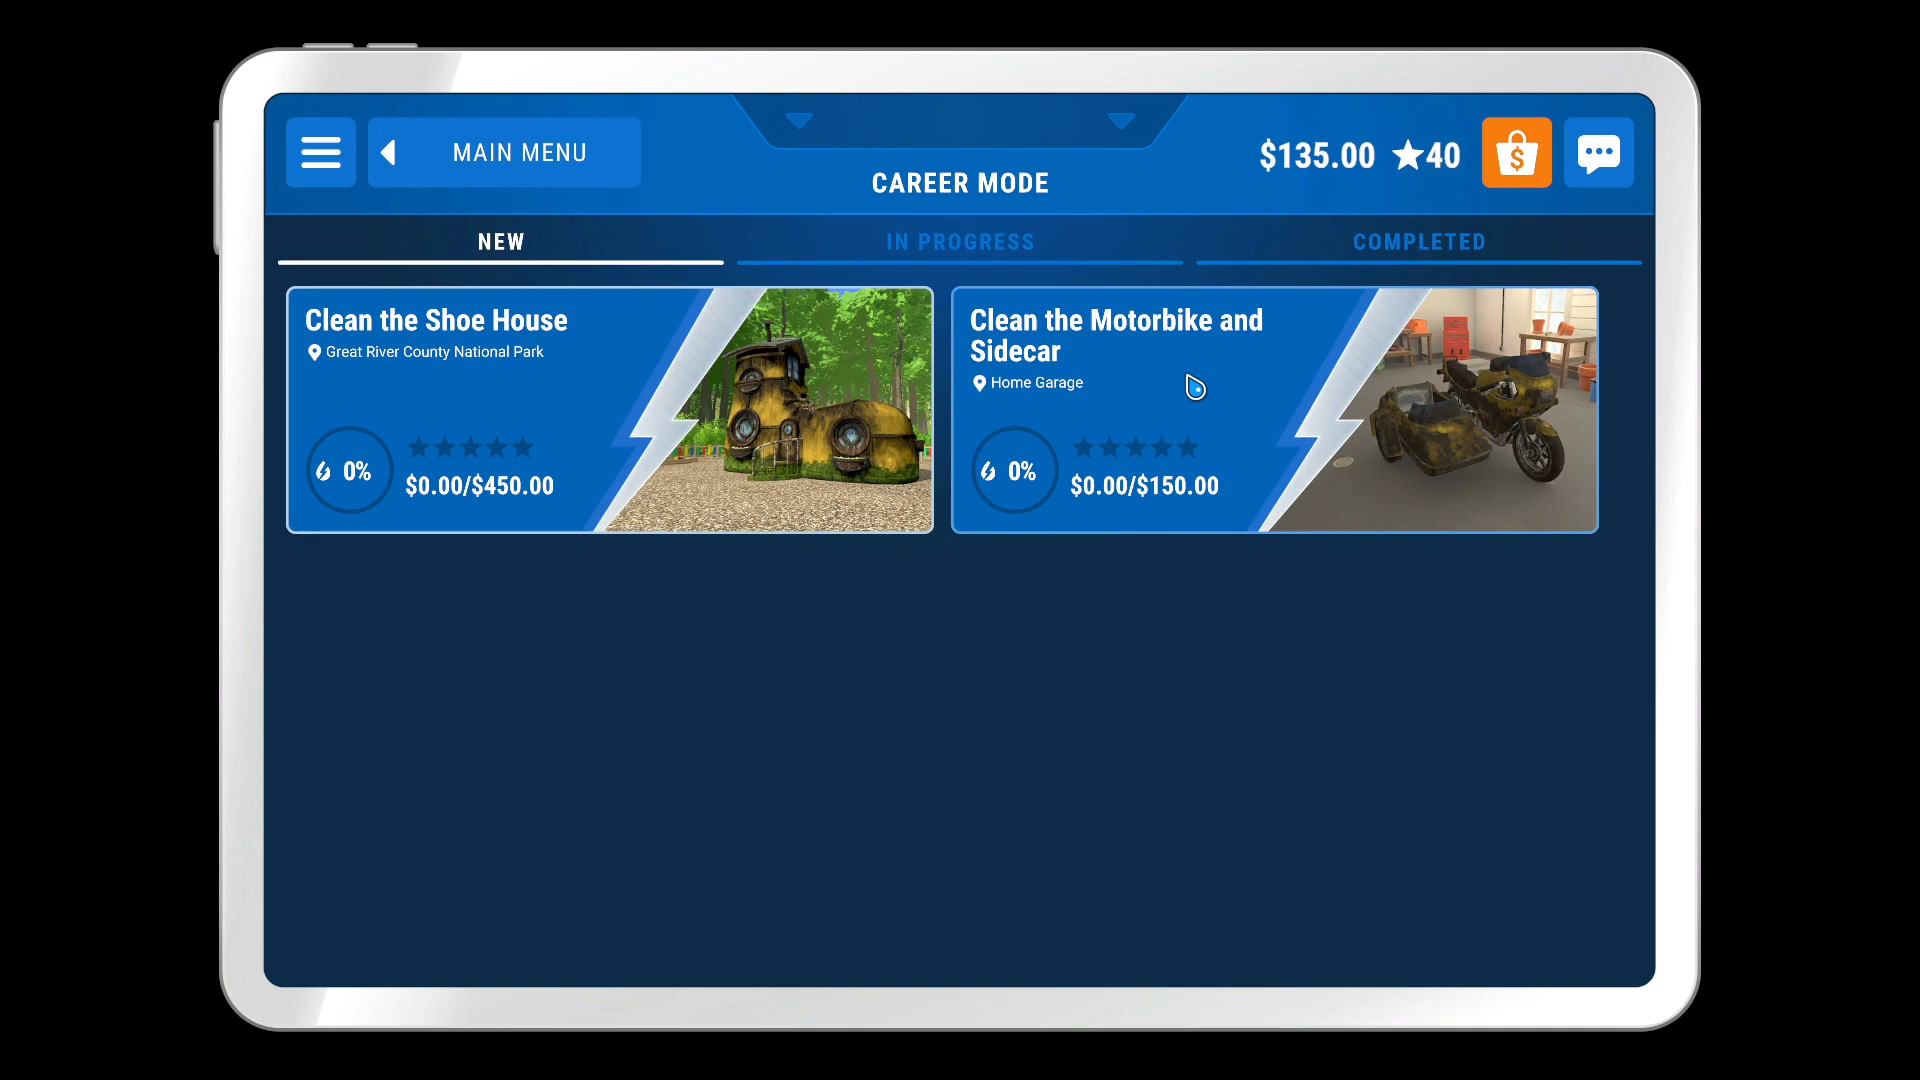 MAIN MENU
CAREER MODE
$135.00 ★40
NEW
IN PROGRESS
COMPLETED
Clean the Shoe House
Great River County National Park
0%
$0.00/$450.00
Clean the Motorbike and
Sidecar
Home Garage
0%
$0.00/$150.00